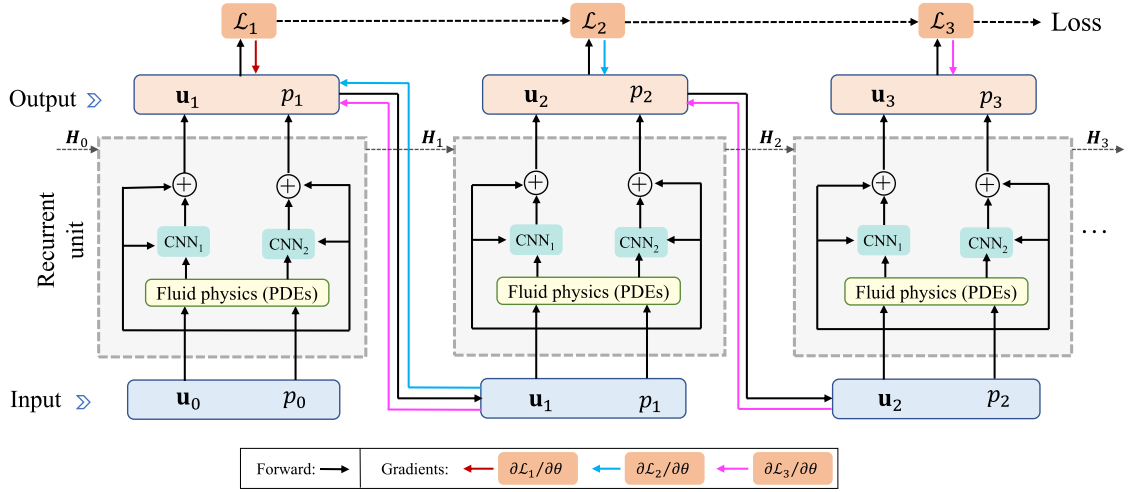 ℒ₁ ℒ₂ ℒ₃ Loss
Output 𝐮₁ p₁ 𝐮₂ p₂ 𝐮₃ p₃
𝑯₀ 𝑯₁ 𝑯₂ 𝑯₃
Recurrent
unit
+ + + + + +
CNN₁ CNN₂ CNN₁ CNN₂ CNN₁ CNN₂ ...
Fluid physics (PDEs) Fluid physics (PDEs) Fluid physics (PDEs)
Input 𝐮₀ p₀ 𝐮₁ p₁ 𝐮₂ p₂
Forward: Gradients: ∂ℒ₁/∂θ ∂ℒ₂/∂θ ∂ℒ₃/∂θ